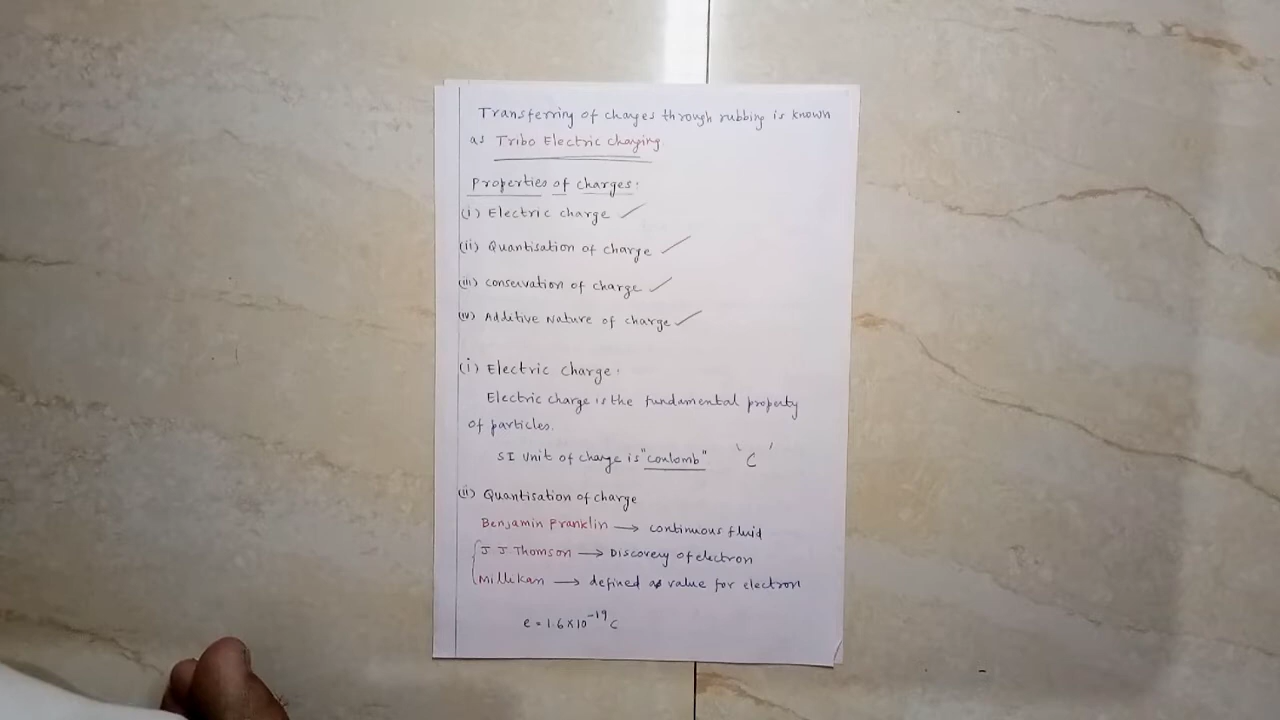 Transferring of charges through rubbing is known
as Tribo Electric charging
Properties of charges:
(i) Electric charge ✓
(ii) Quantisation of charge ✓
(iii) conservation of charge ✓
(iv) Additive Nature of charge ✓
(i) Electric charge:
Electric charge is the fundamental property
of particles.
SI unit of charge is "coulomb" 'C'
(ii) Quantisation of charge
Benjamin Franklin → continuous fluid
J J Thomson → Discovery of electron
Millikan → defined value for electron
e = 1.6×10⁻¹⁹ C